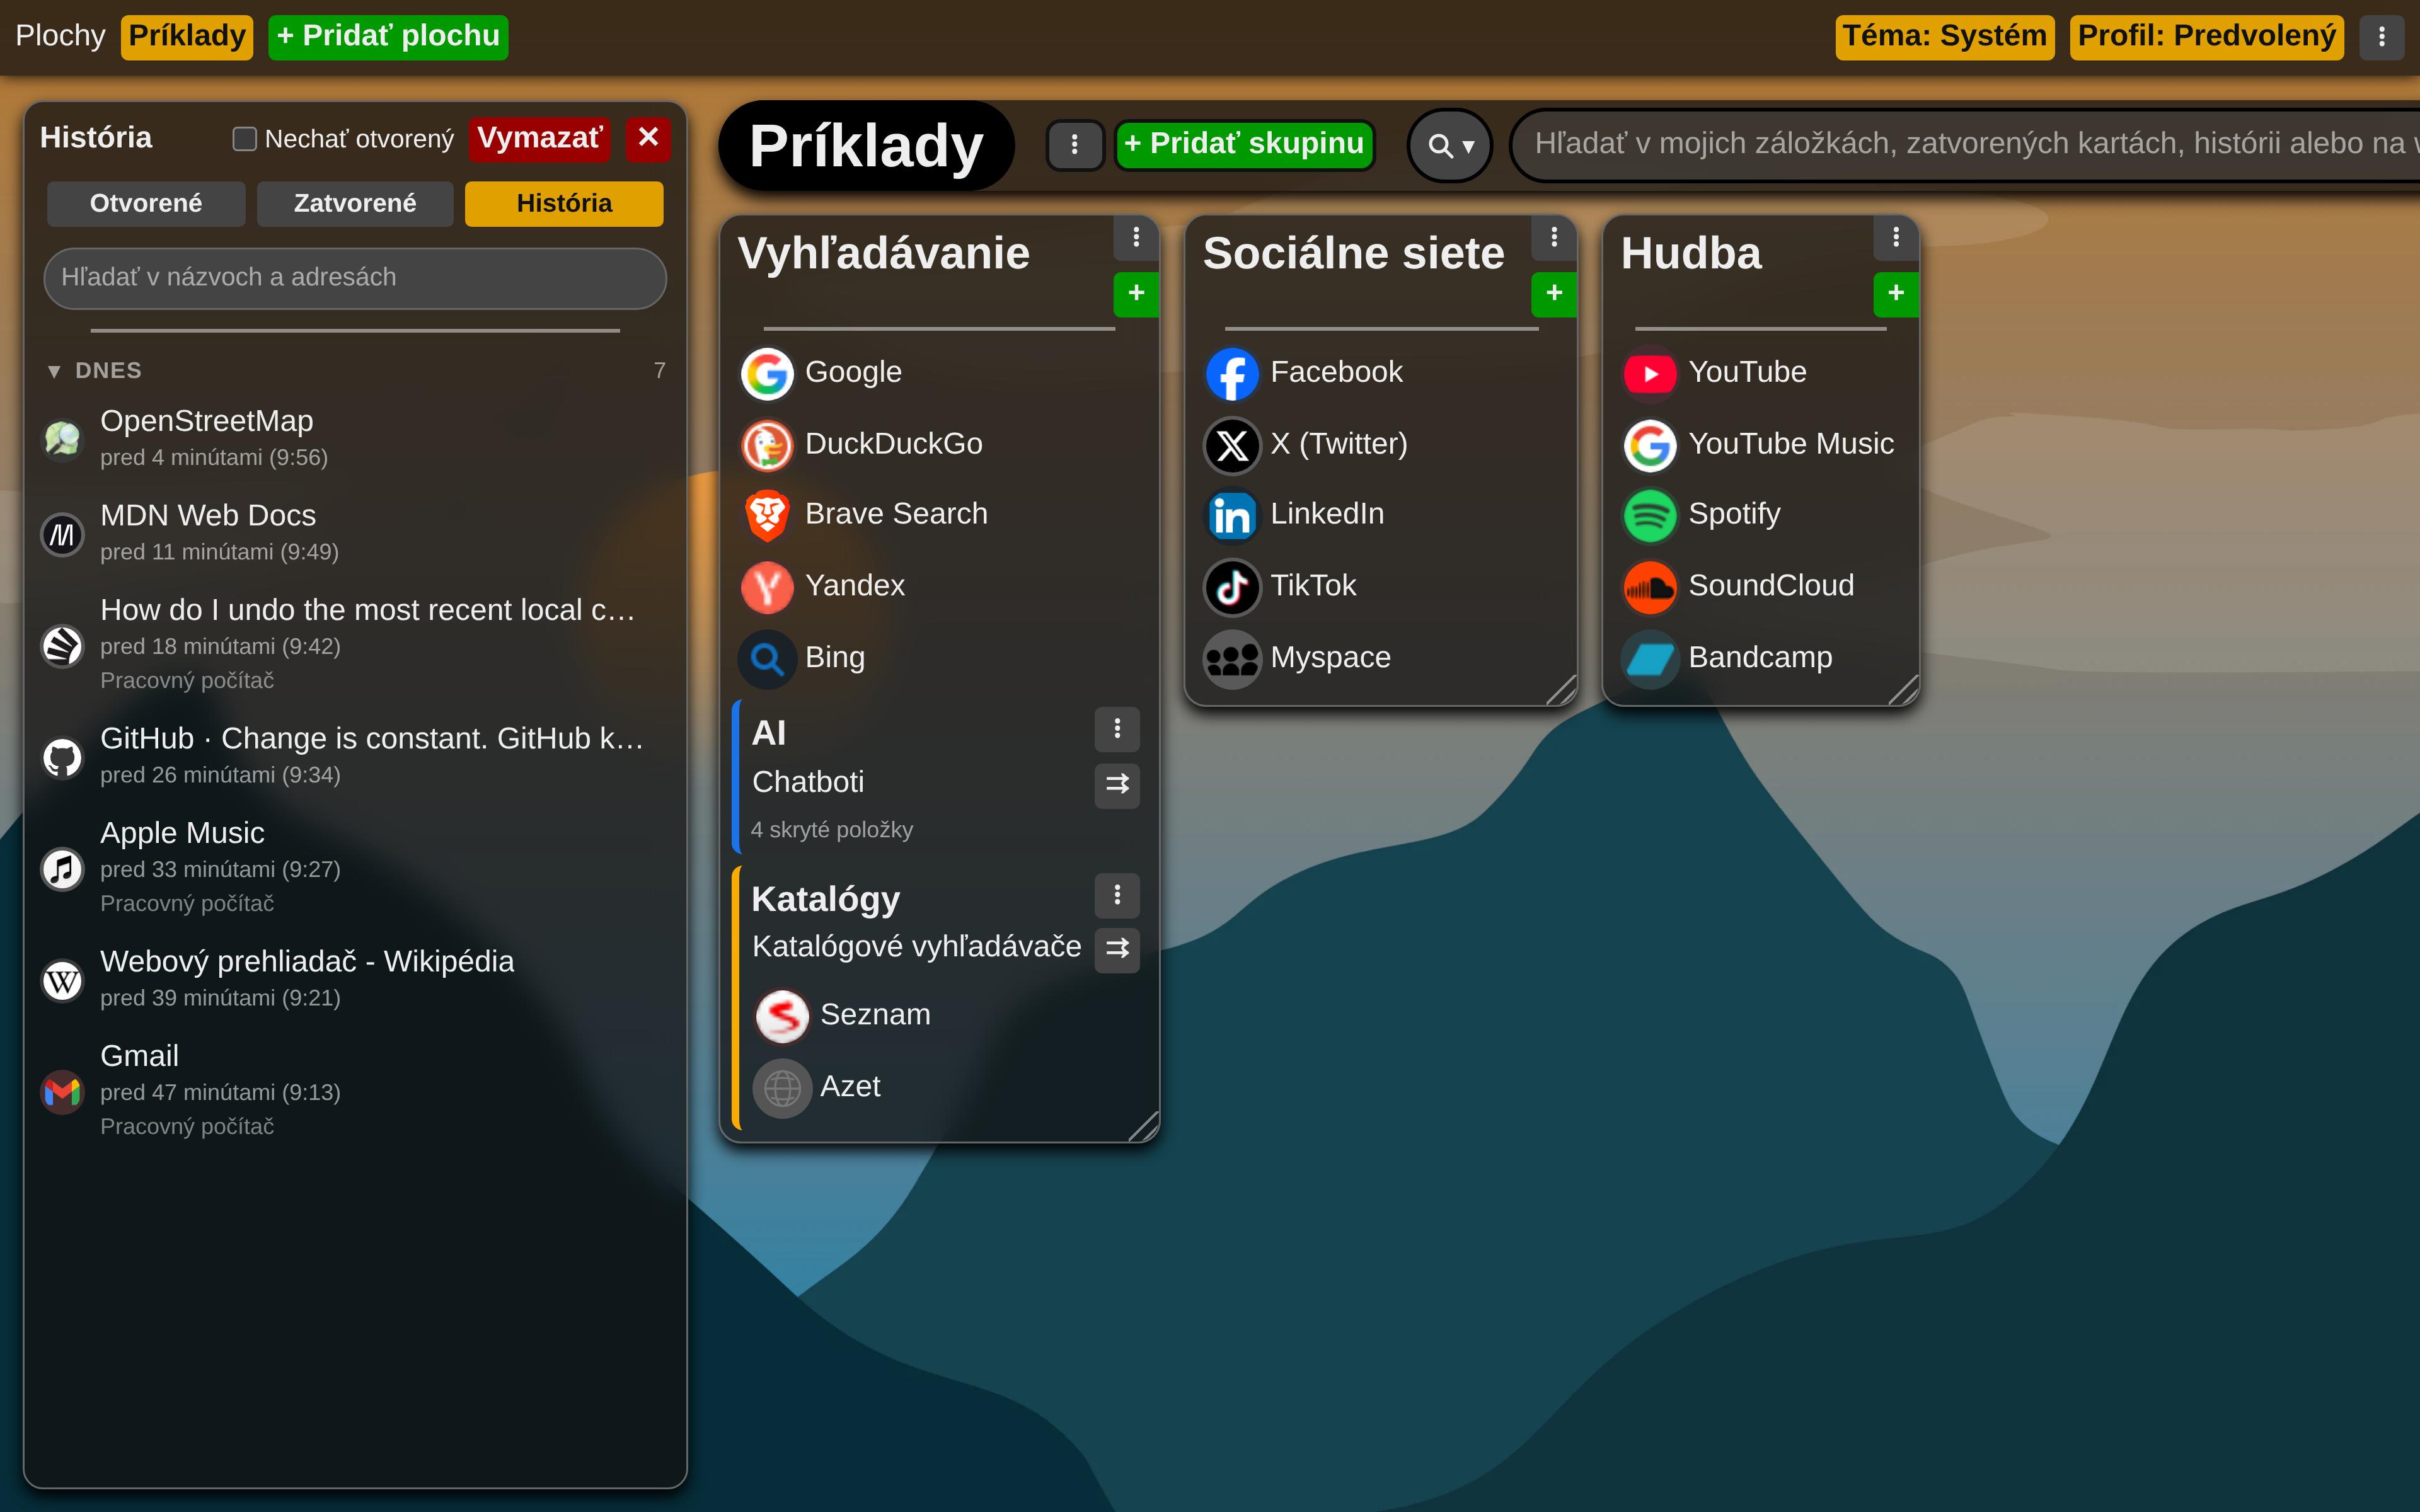 Plochy Príklady + Pridať plochu Téma: Systém Profil: Predvolený
História Nechať otvorený Vymazať ✕
Otvorené Zatvorené História
Hľadať v názvoch a adresách
▼ DNES 7
OpenStreetMap
pred 4 minútami (9:56)
MDN Web Docs
pred 11 minútami (9:49)
How do I undo the most recent local c…
pred 18 minútami (9:42)
Pracovný počítač
GitHub · Change is constant. GitHub k…
pred 26 minútami (9:34)
Apple Music
pred 33 minútami (9:27)
Pracovný počítač
Webový prehliadač - Wikipédia
pred 39 minútami (9:21)
Gmail
pred 47 minútami (9:13)
Pracovný počítač
Príklady + Pridať skupinu Hľadať v mojich záložkách, zatvorených kartách, histórii alebo na
Vyhľadávanie
+
Google
DuckDuckGo
Brave Search
Yandex
Bing
AI
Chatboti
4 skryté položky
Katalógy
Katalógové vyhľadávače
Seznam
Azet
Sociálne siete
+
Facebook
X (Twitter)
LinkedIn
TikTok
Myspace
Hudba
+
YouTube
YouTube Music
Spotify
SoundCloud
Bandcamp